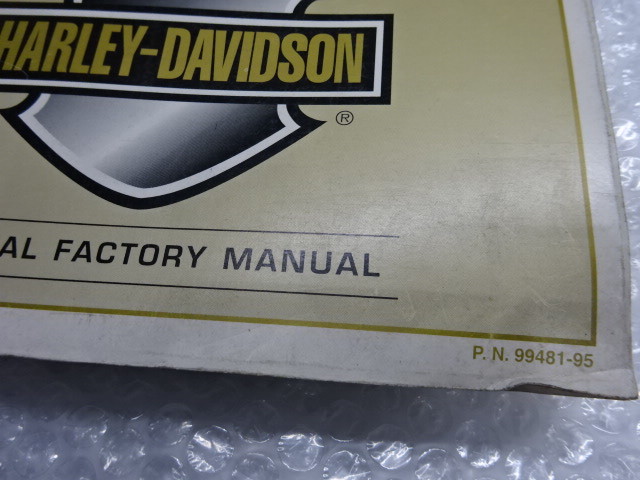 HARLEY-DAVIDSON
®
AL FACTORY MANUAL
P. N. 99481-95